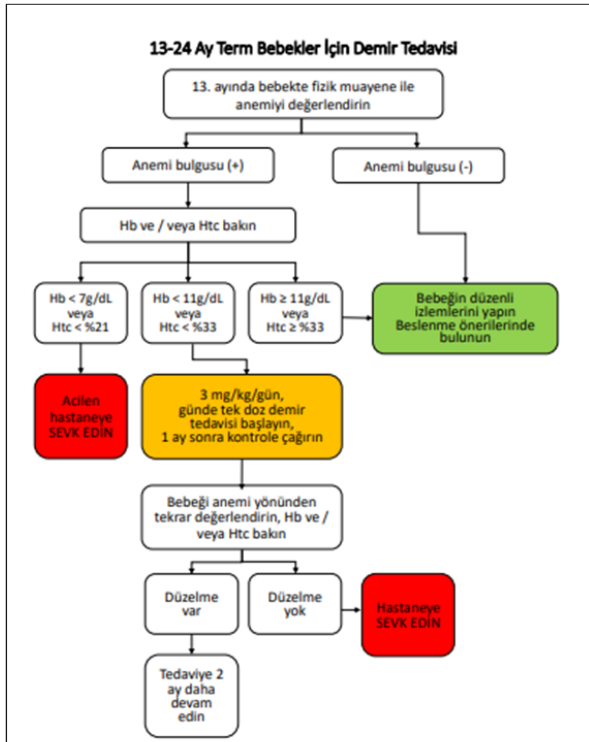 13-24 Ay Term Bebekler İçin Demir Tedavisi
13. ayında bebekte fizik muayene ile
anemiyi değerlendirin
Anemi bulgusu (+)
Anemi bulgusu (-)
Hb ve / veya Htc bakın
Hb < 7g/dL
veya
Htc < %21
Hb < 11g/dL
veya
Htc < %33
Hb ≥ 11g/dL
veya
Htc ≥ %33
Bebeğin düzenli
izlemlerini yapın
Beslenme önerilerinde
bulunun
Acilen
hastaneye
SEVK EDİN
3 mg/kg/gün,
günde tek doz demir
tedavisi başlayın,
1 ay sonra kontrole çağırın
Bebeği anemi yönünden
tekrar değerlendirin, Hb ve /
veya Htc bakın
Düzelme
var
Düzelme
yok
Hastaneye
SEVK EDİN
Tedaviye 2
ay daha
devam
edin